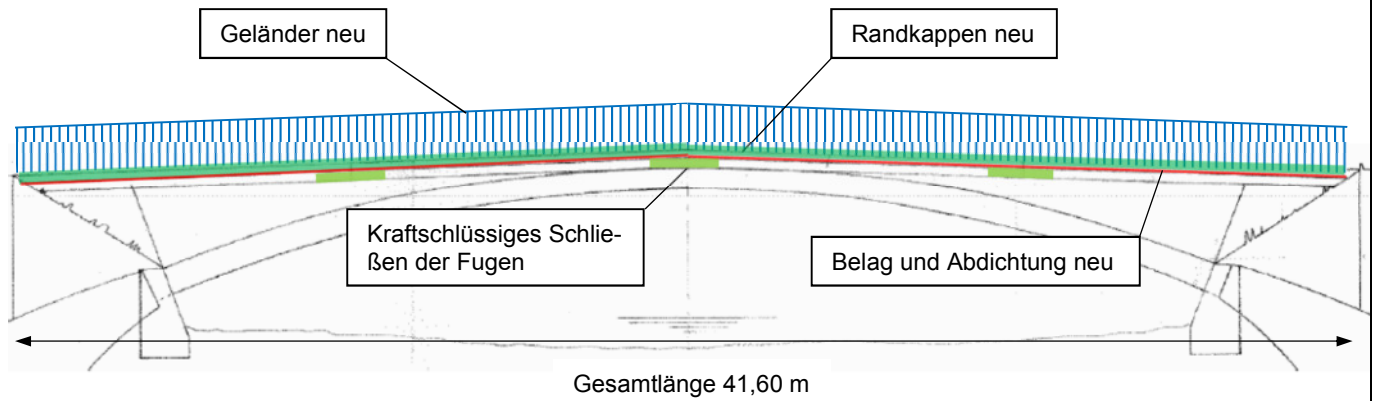 Geländer neu
Randkappen neu
Kraftschlüssiges Schlie-
ßen der Fugen
Belag und Abdichtung neu
Gesamtlänge 41,60 m